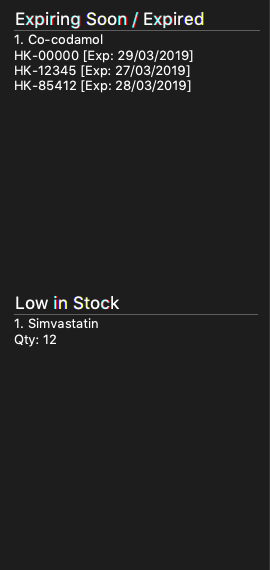 Expiring Soon / Expired
1. Co-codamol
HK-00000 [Exp: 29/03/2019]
HK-12345 [Exp: 27/03/2019]
HK-85412 [Exp: 28/03/2019]
Low in Stock
1. Simvastatin
Qty: 12